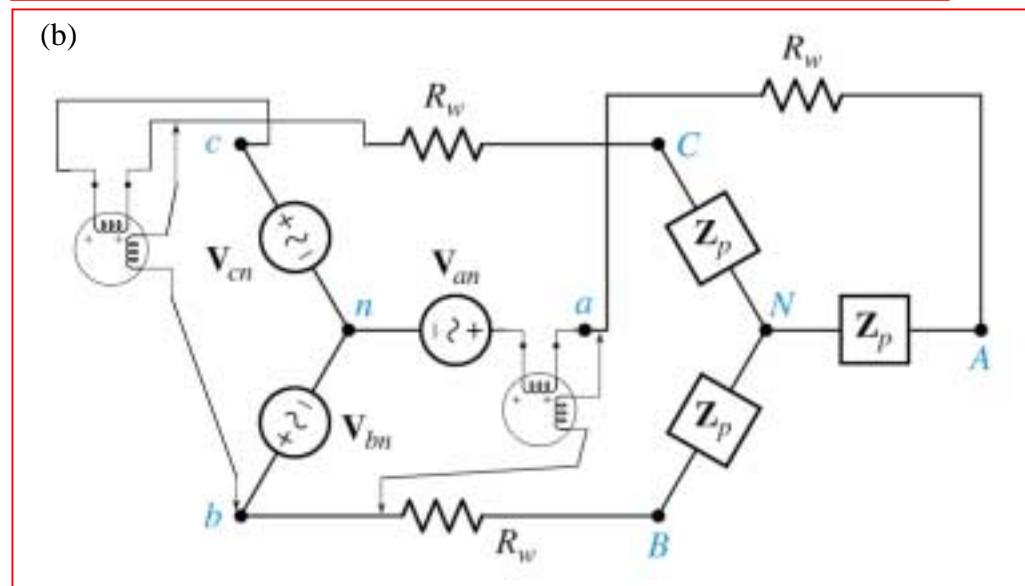 (b)
R_w
R_w
c
C
+
−
Z_p
+ +
V_cn
V_an
n
a
N
− +
Z_p
A
+ +
−
+
V_bn
Z_p
b
R_w
B